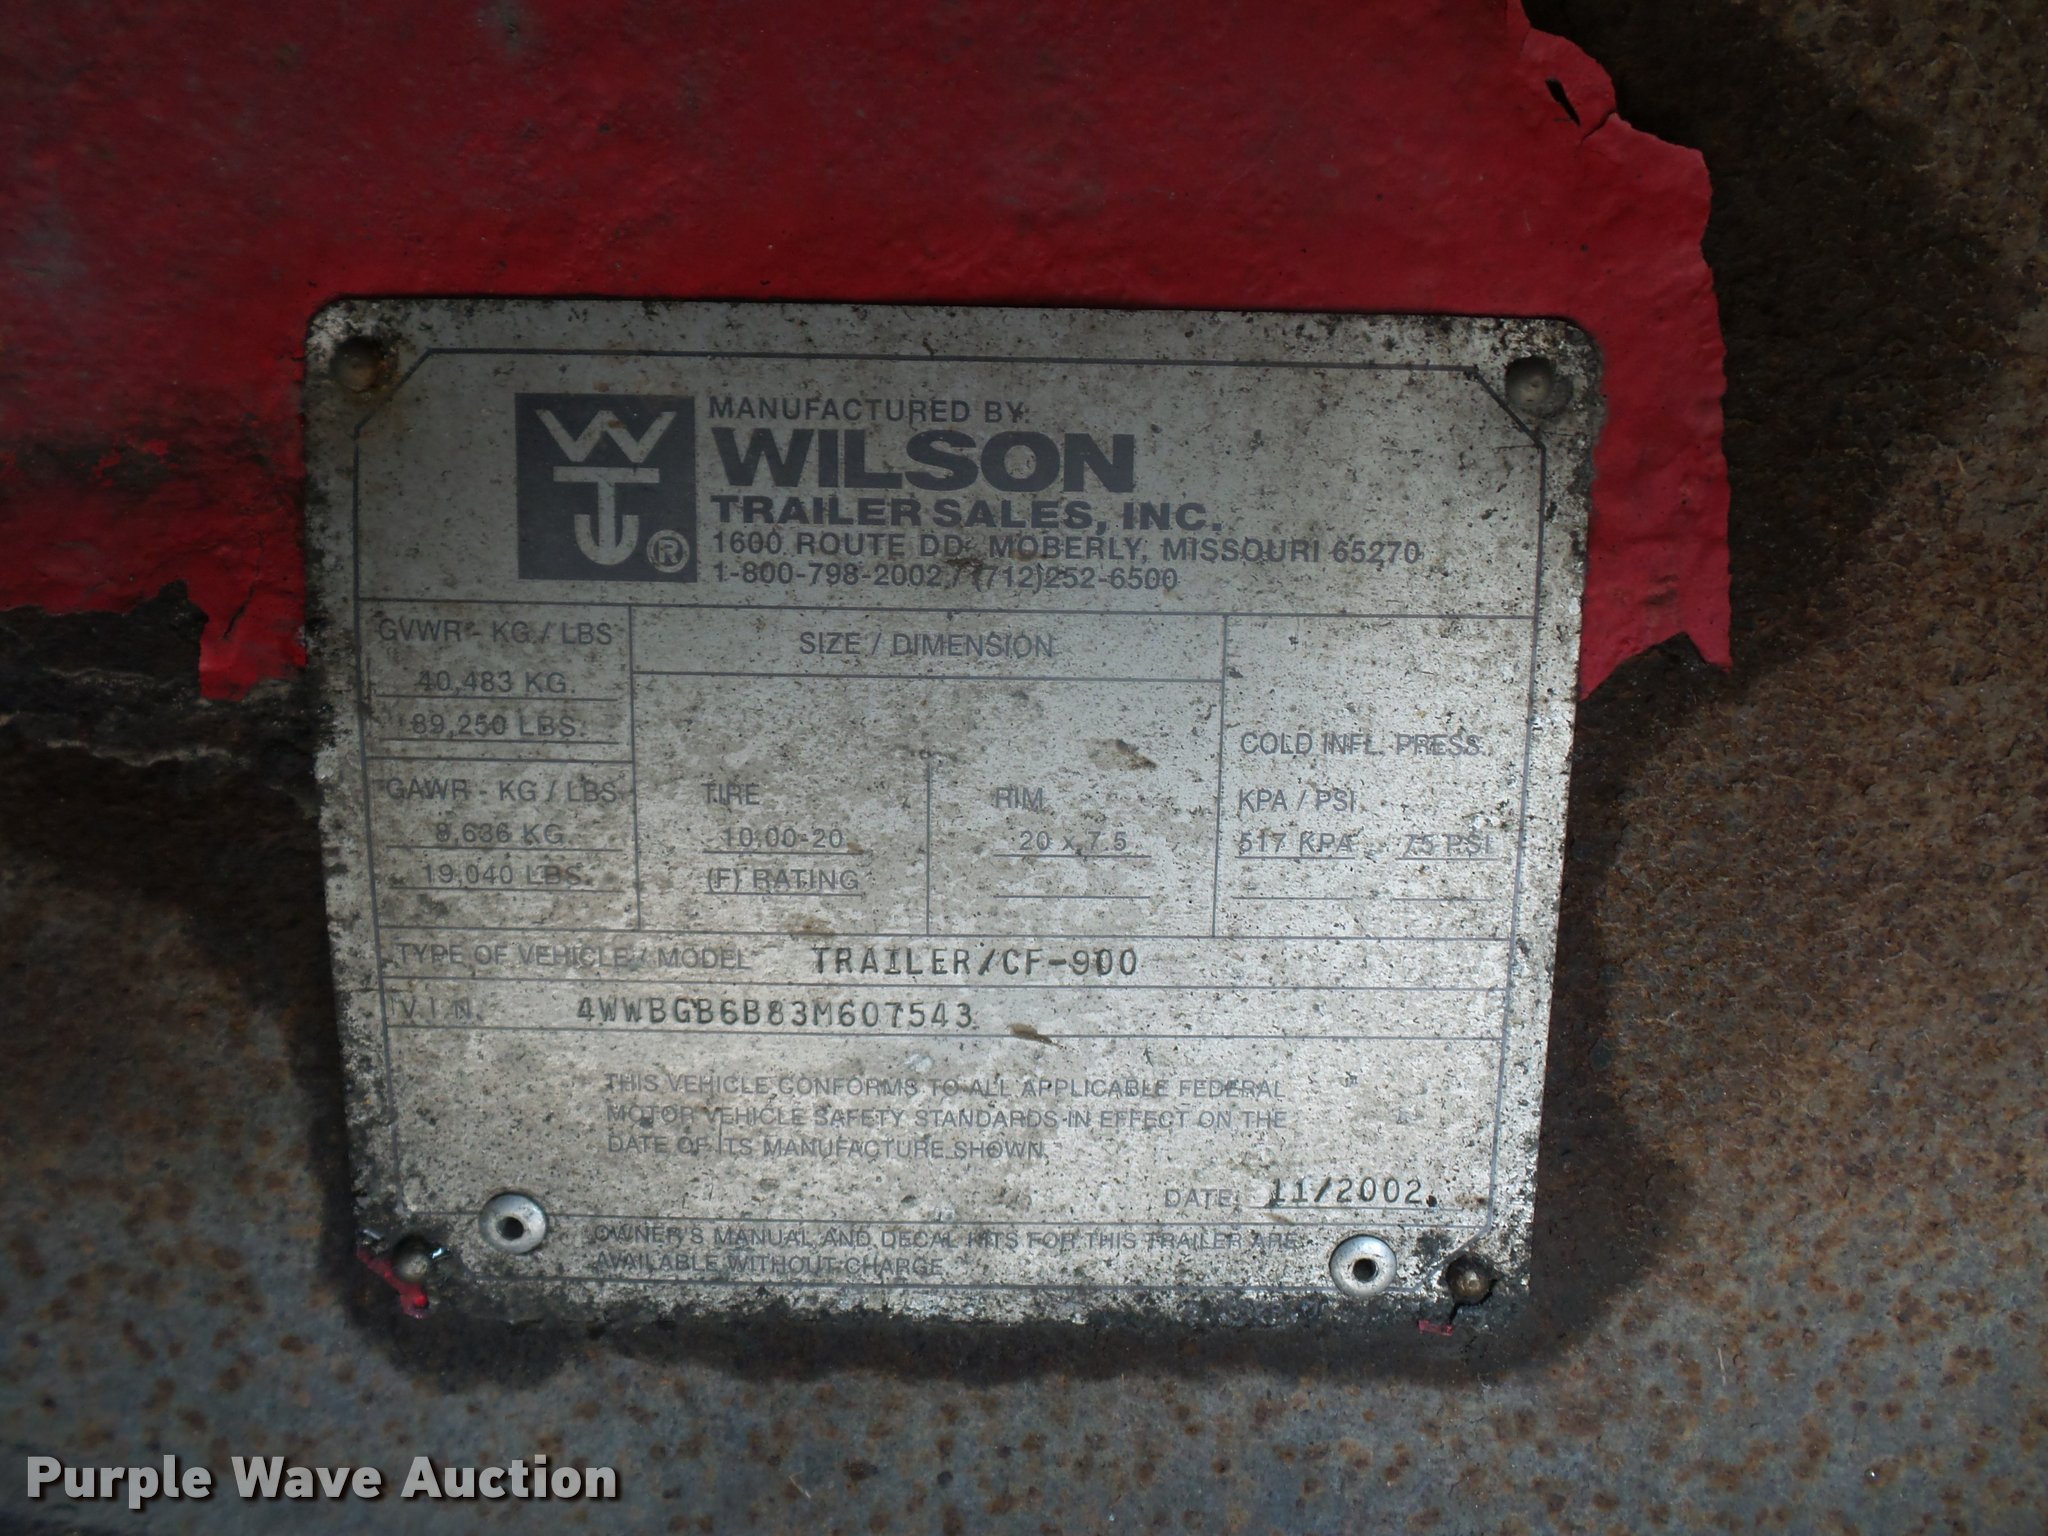 WTJ®
MANUFACTURED BY:
WILSON
TRAILER SALES, INC.
1600 ROUTE DD, MOBERLY, MISSOURI 65270
1-800-798-2002 / (712)252-6500
GVWR - KG / LBS
40,483 KG.
89,250 LBS.
GAWR - KG / LBS
8,636 KG.
19,040 LBS.
SIZE / DIMENSION
TIRE
10.00-20
(F) RATING
RIM
20 x 7.5
COLD INFL. PRESS.
KPA / PSI
517 KPA 75 PSI
TYPE OF VEHICLE / MODEL TRAILER/CF-900
V.I.N. 4WWBGB6B83M607543
THIS VEHICLE CONFORMS TO ALL APPLICABLE FEDERAL
MOTOR VEHICLE SAFETY STANDARDS IN EFFECT ON THE
DATE OF ITS MANUFACTURE SHOWN.
DATE: 11/2002
OWNER'S MANUAL AND DECAL KITS FOR THIS TRAILER ARE
AVAILABLE WITHOUT CHARGE
Purple Wave Auction